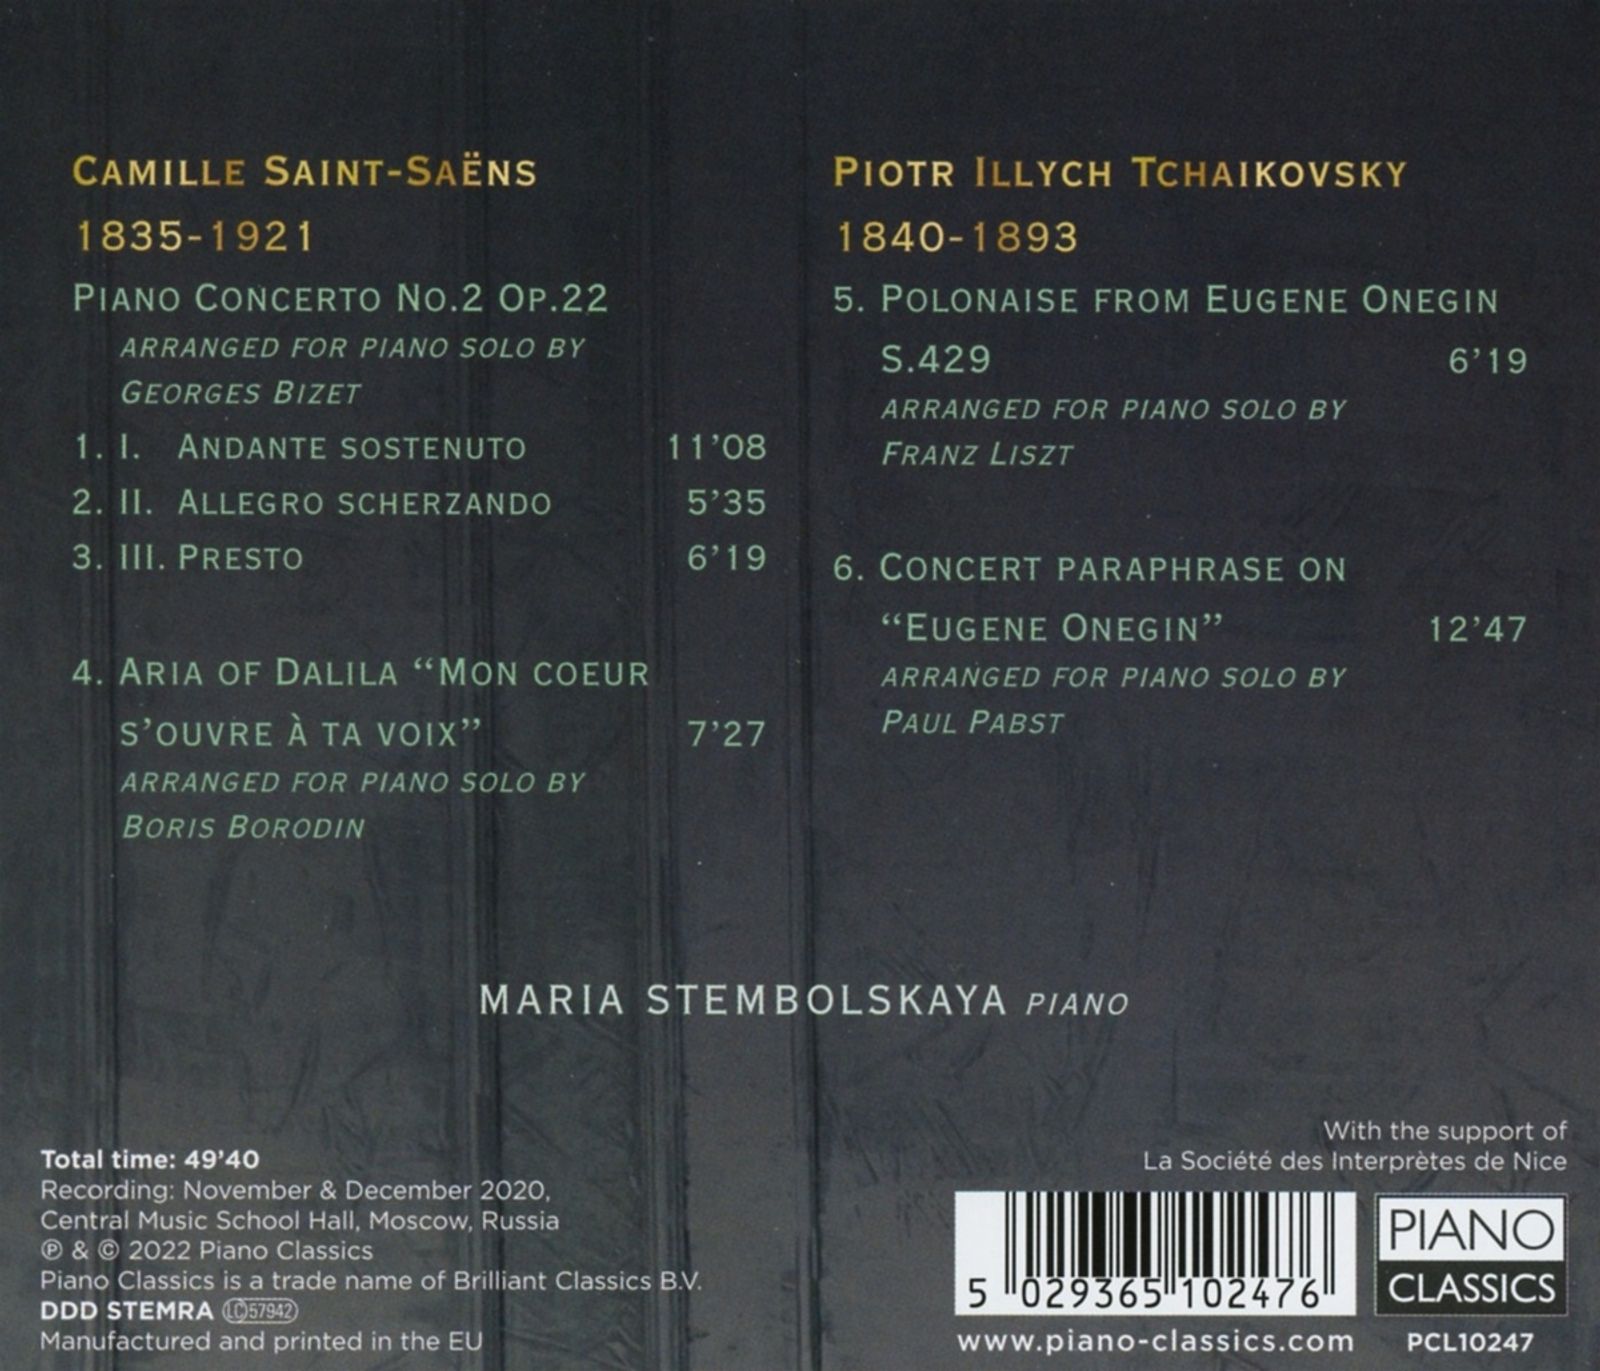 CAMILLE SAINT-SAËNS
1835-1921
PIANO CONCERTO NO.2 OP.22
ARRANGED FOR PIANO SOLO BY
GEORGES BIZET
1. I. ANDANTE SOSTENUTO 11'08
2. II. ALLEGRO SCHERZANDO 5'35
3. III. PRESTO 6'19
4. ARIA OF DALILA “MON COEUR
S'OUVRE À TA VOIX” 7'27
ARRANGED FOR PIANO SOLO BY
BORIS BORODIN
PIOTR ILLYCH TCHAIKOVSKY
1840-1893
5. POLONAISE FROM EUGENE ONEGIN
S.429 6'19
ARRANGED FOR PIANO SOLO BY
FRANZ LISZT
6. CONCERT PARAPHRASE ON
“EUGENE ONEGIN” 12'47
ARRANGED FOR PIANO SOLO BY
PAUL PABST
MARIA STEMBOLSKAYA PIANO
Total time: 49'40
Recording: November & December 2020,
Central Music School Hall, Moscow, Russia
℗ & © 2022 Piano Classics
Piano Classics is a trade name of Brilliant Classics B.V.
DDD STEMRA LC 57942
Manufactured and printed in the EU
With the support of
La Société des Interprètes de Nice
5 029365 102476
www.piano-classics.com
PIANO
CLASSICS
PCL10247